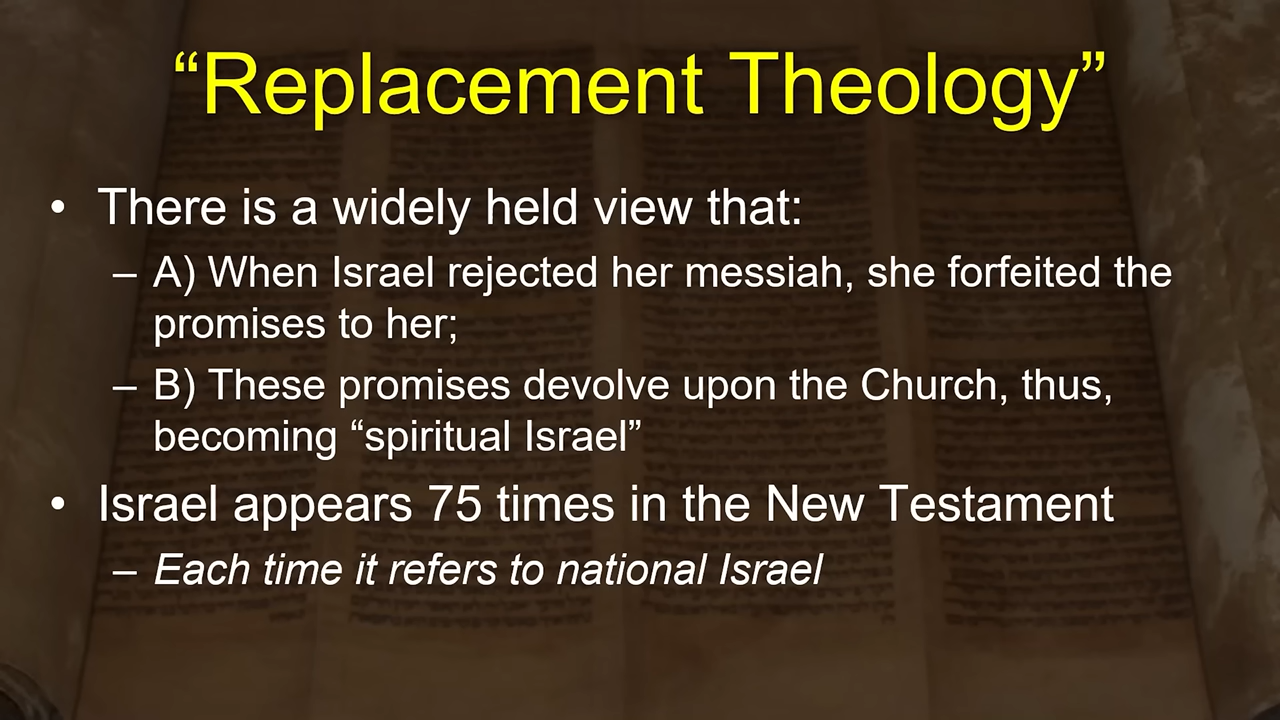 “Replacement Theology”
• There is a widely held view that:
– A) When Israel rejected her messiah, she forfeited the
promises to her;
– B) These promises devolve upon the Church, thus,
becoming “spiritual Israel”
• Israel appears 75 times in the New Testament
– Each time it refers to national Israel